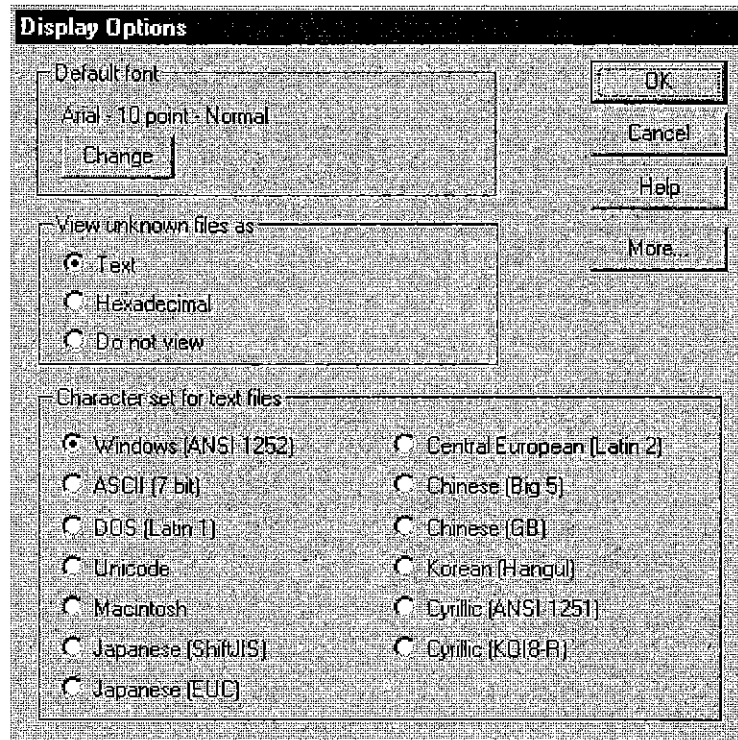 Display Options
Default font
Arial - 10 point - Normal
Change
OK
Cancel
Help
More...
View unknown files as
Text
Hexadecimal
Do not view
Character set for text files
Windows (ANSI 1252)
ASCII (7 bit)
DOS (Latin 1)
Unicode
Macintosh
Japanese (ShiftJIS)
Japanese (EUC)
Central European (Latin 2)
Chinese (Big 5)
Chinese (GB)
Korean (Hangul)
Cyrillic (ANSI 1251)
Cyrillic (KOI8-R)